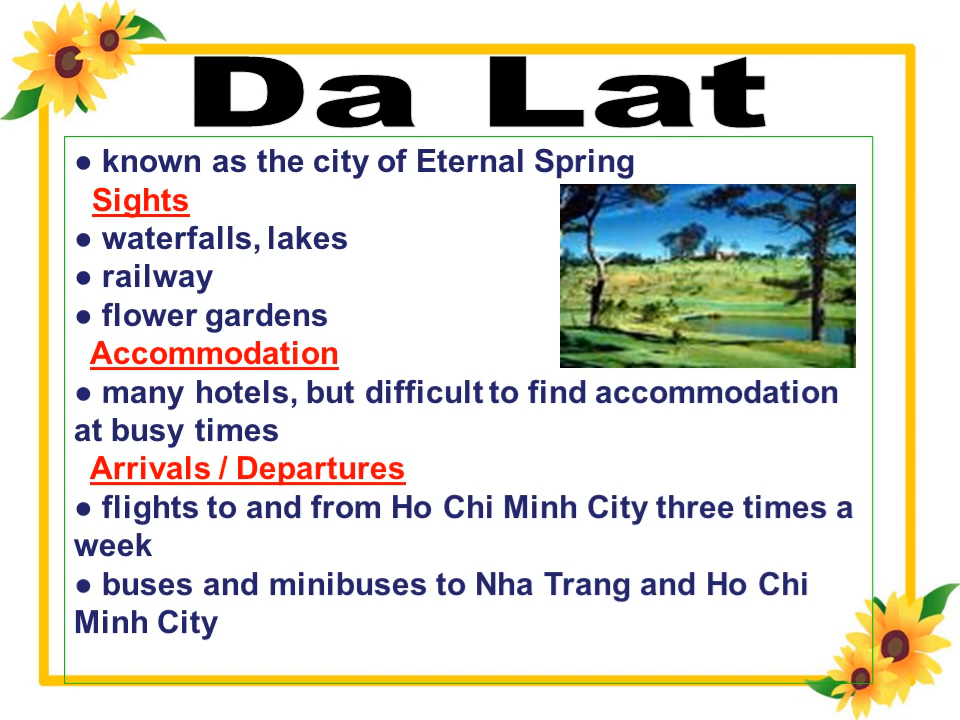 Da Lat
● known as the city of Eternal Spring
Sights
● waterfalls, lakes
● railway
● flower gardens
Accommodation
● many hotels, but difficult to find accommodation
at busy times
Arrivals / Departures
● flights to and from Ho Chi Minh City three times a
week
● buses and minibuses to Nha Trang and Ho Chi
Minh City